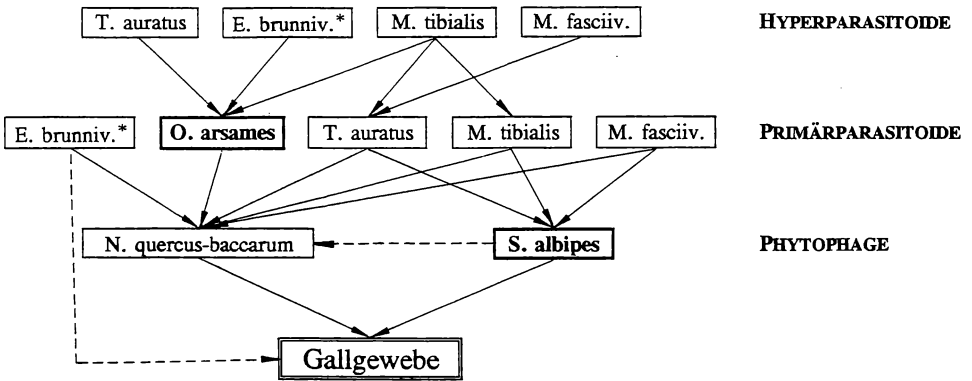 T. auratus E. brunniv.* M. tibialis M. fasciiv. HYPERPARASITOIDE
E. brunniv.* O. arsames T. auratus M. tibialis M. fasciiv. PRIMÄRPARASITOIDE
N. quercus-baccarum S. albipes PHYTOPHAGE
Gallgewebe